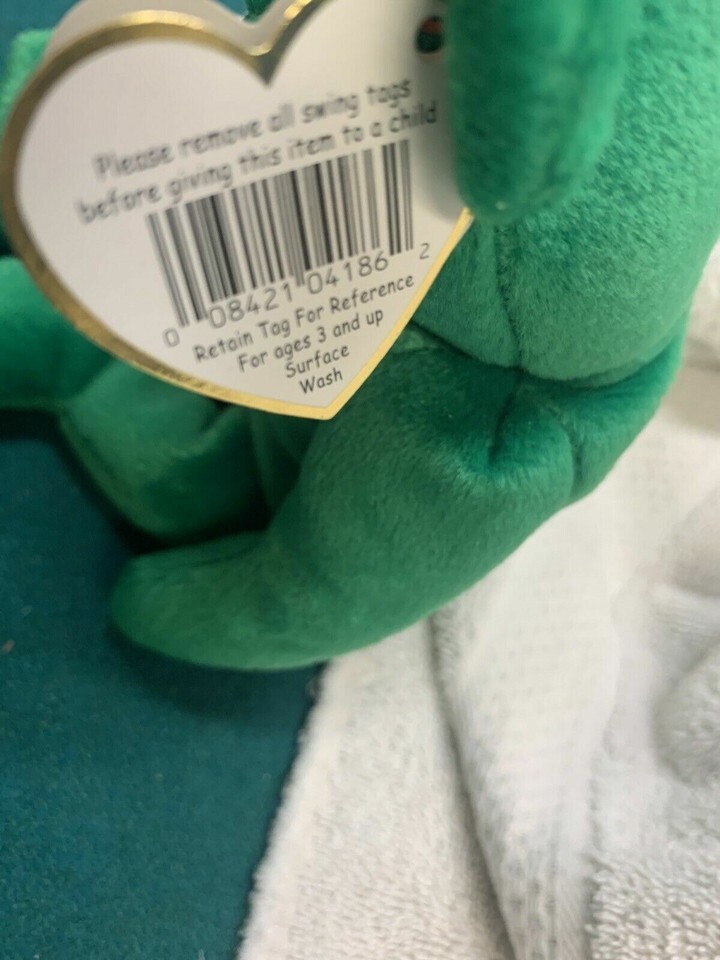 Please remove all swing tags
before giving this item to a child
0 08421 04186 2
Retain Tag For Reference
For ages 3 and up
Surface
Wash